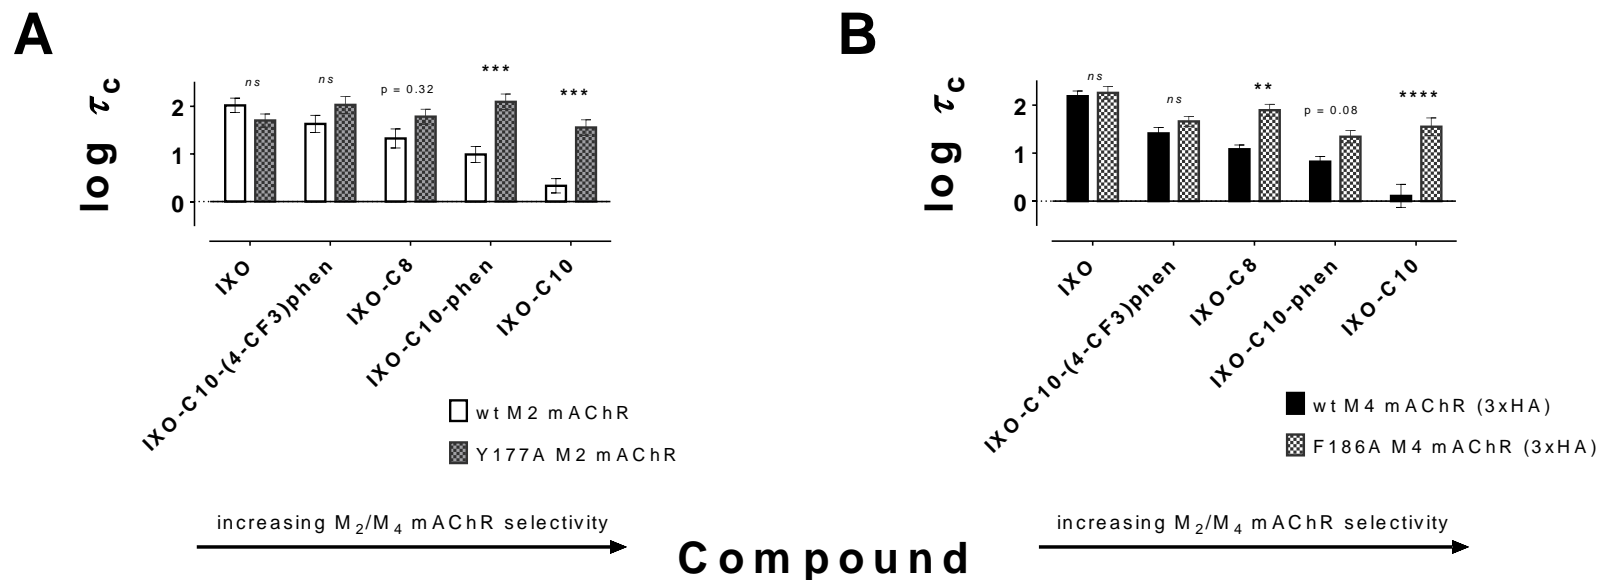 A
log τc
2
1
0
ns
ns
p = 0.32
***
***
IXO
IXO-C10-(4-CF3)phen
IXO-C8
IXO-C10-phen
IXO-C10
wt M2 mAChR
Y177A M2 mAChR
increasing M2/M4 mAChR selectivity
B
log τc
2
1
0
ns
ns
**
p = 0.08
****
IXO
IXO-C10-(4-CF3)phen
IXO-C8
IXO-C10-phen
IXO-C10
wt M4 mAChR (3xHA)
F186A M4 mAChR (3xHA)
increasing M2/M4 mAChR selectivity
Compound